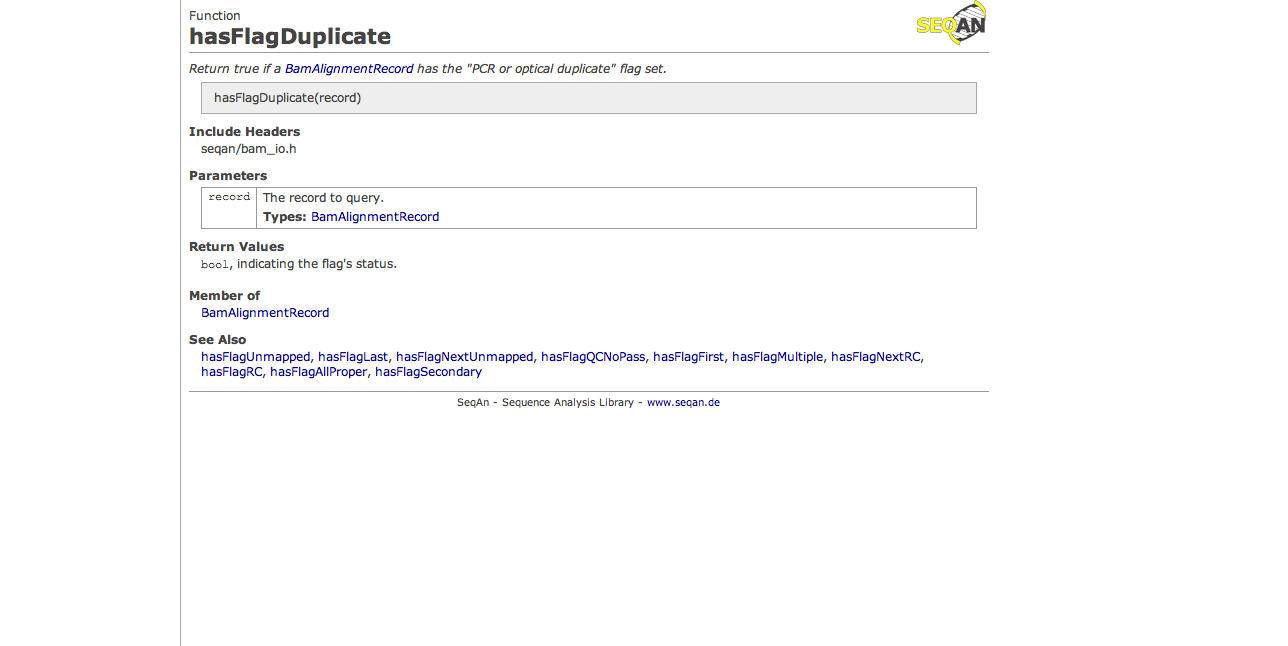 Function
SEQAN
hasFlagDuplicate
Return true if a BamAlignmentRecord has the "PCR or optical duplicate" flag set.
hasFlagDuplicate(record)
Include Headers
seqan/bam_io.h
Parameters
record The record to query.
Types: BamAlignmentRecord
Return Values
bool, indicating the flag's status.
Member of
BamAlignmentRecord
See Also
hasFlagUnmapped, hasFlagLast, hasFlagNextUnmapped, hasFlagQCNoPass, hasFlagFirst, hasFlagMultiple, hasFlagNextRC,
hasFlagRC, hasFlagAllProper, hasFlagSecondary
SeqAn - Sequence Analysis Library - www.seqan.de